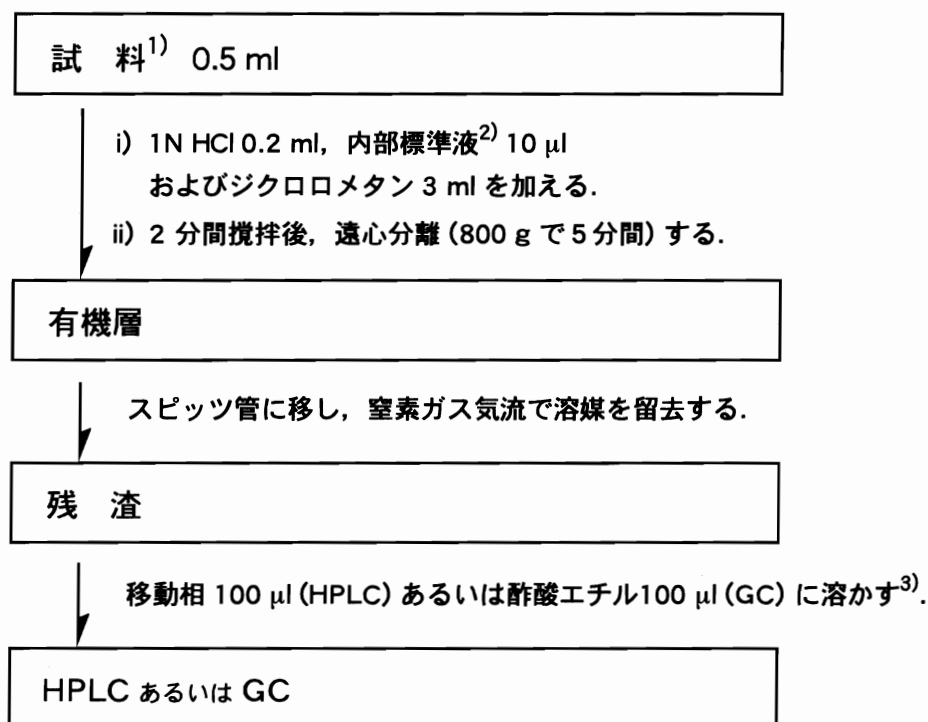 試　料1) 0.5 ml
i) 1N HCl 0.2 ml，内部標準液2) 10 μl
およびジクロロメタン 3 ml を加える．
ii) 2 分間撹拌後，遠心分離 (800 g で 5 分間) する．
有機層
スピッツ管に移し，窒素ガス気流で溶媒を留去する．
残　渣
移動相 100 μl (HPLC) あるいは酢酸エチル100 μl (GC) に溶かす3)．
HPLC あるいは GC